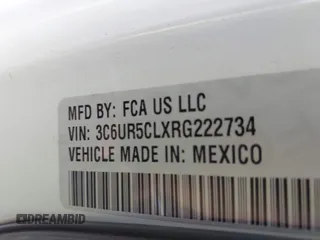 MFD BY: FCA US LLC
VIN: 3C6UR5CLXRG222734
VEHICLE MADE IN: MEXICO
DREAMBID